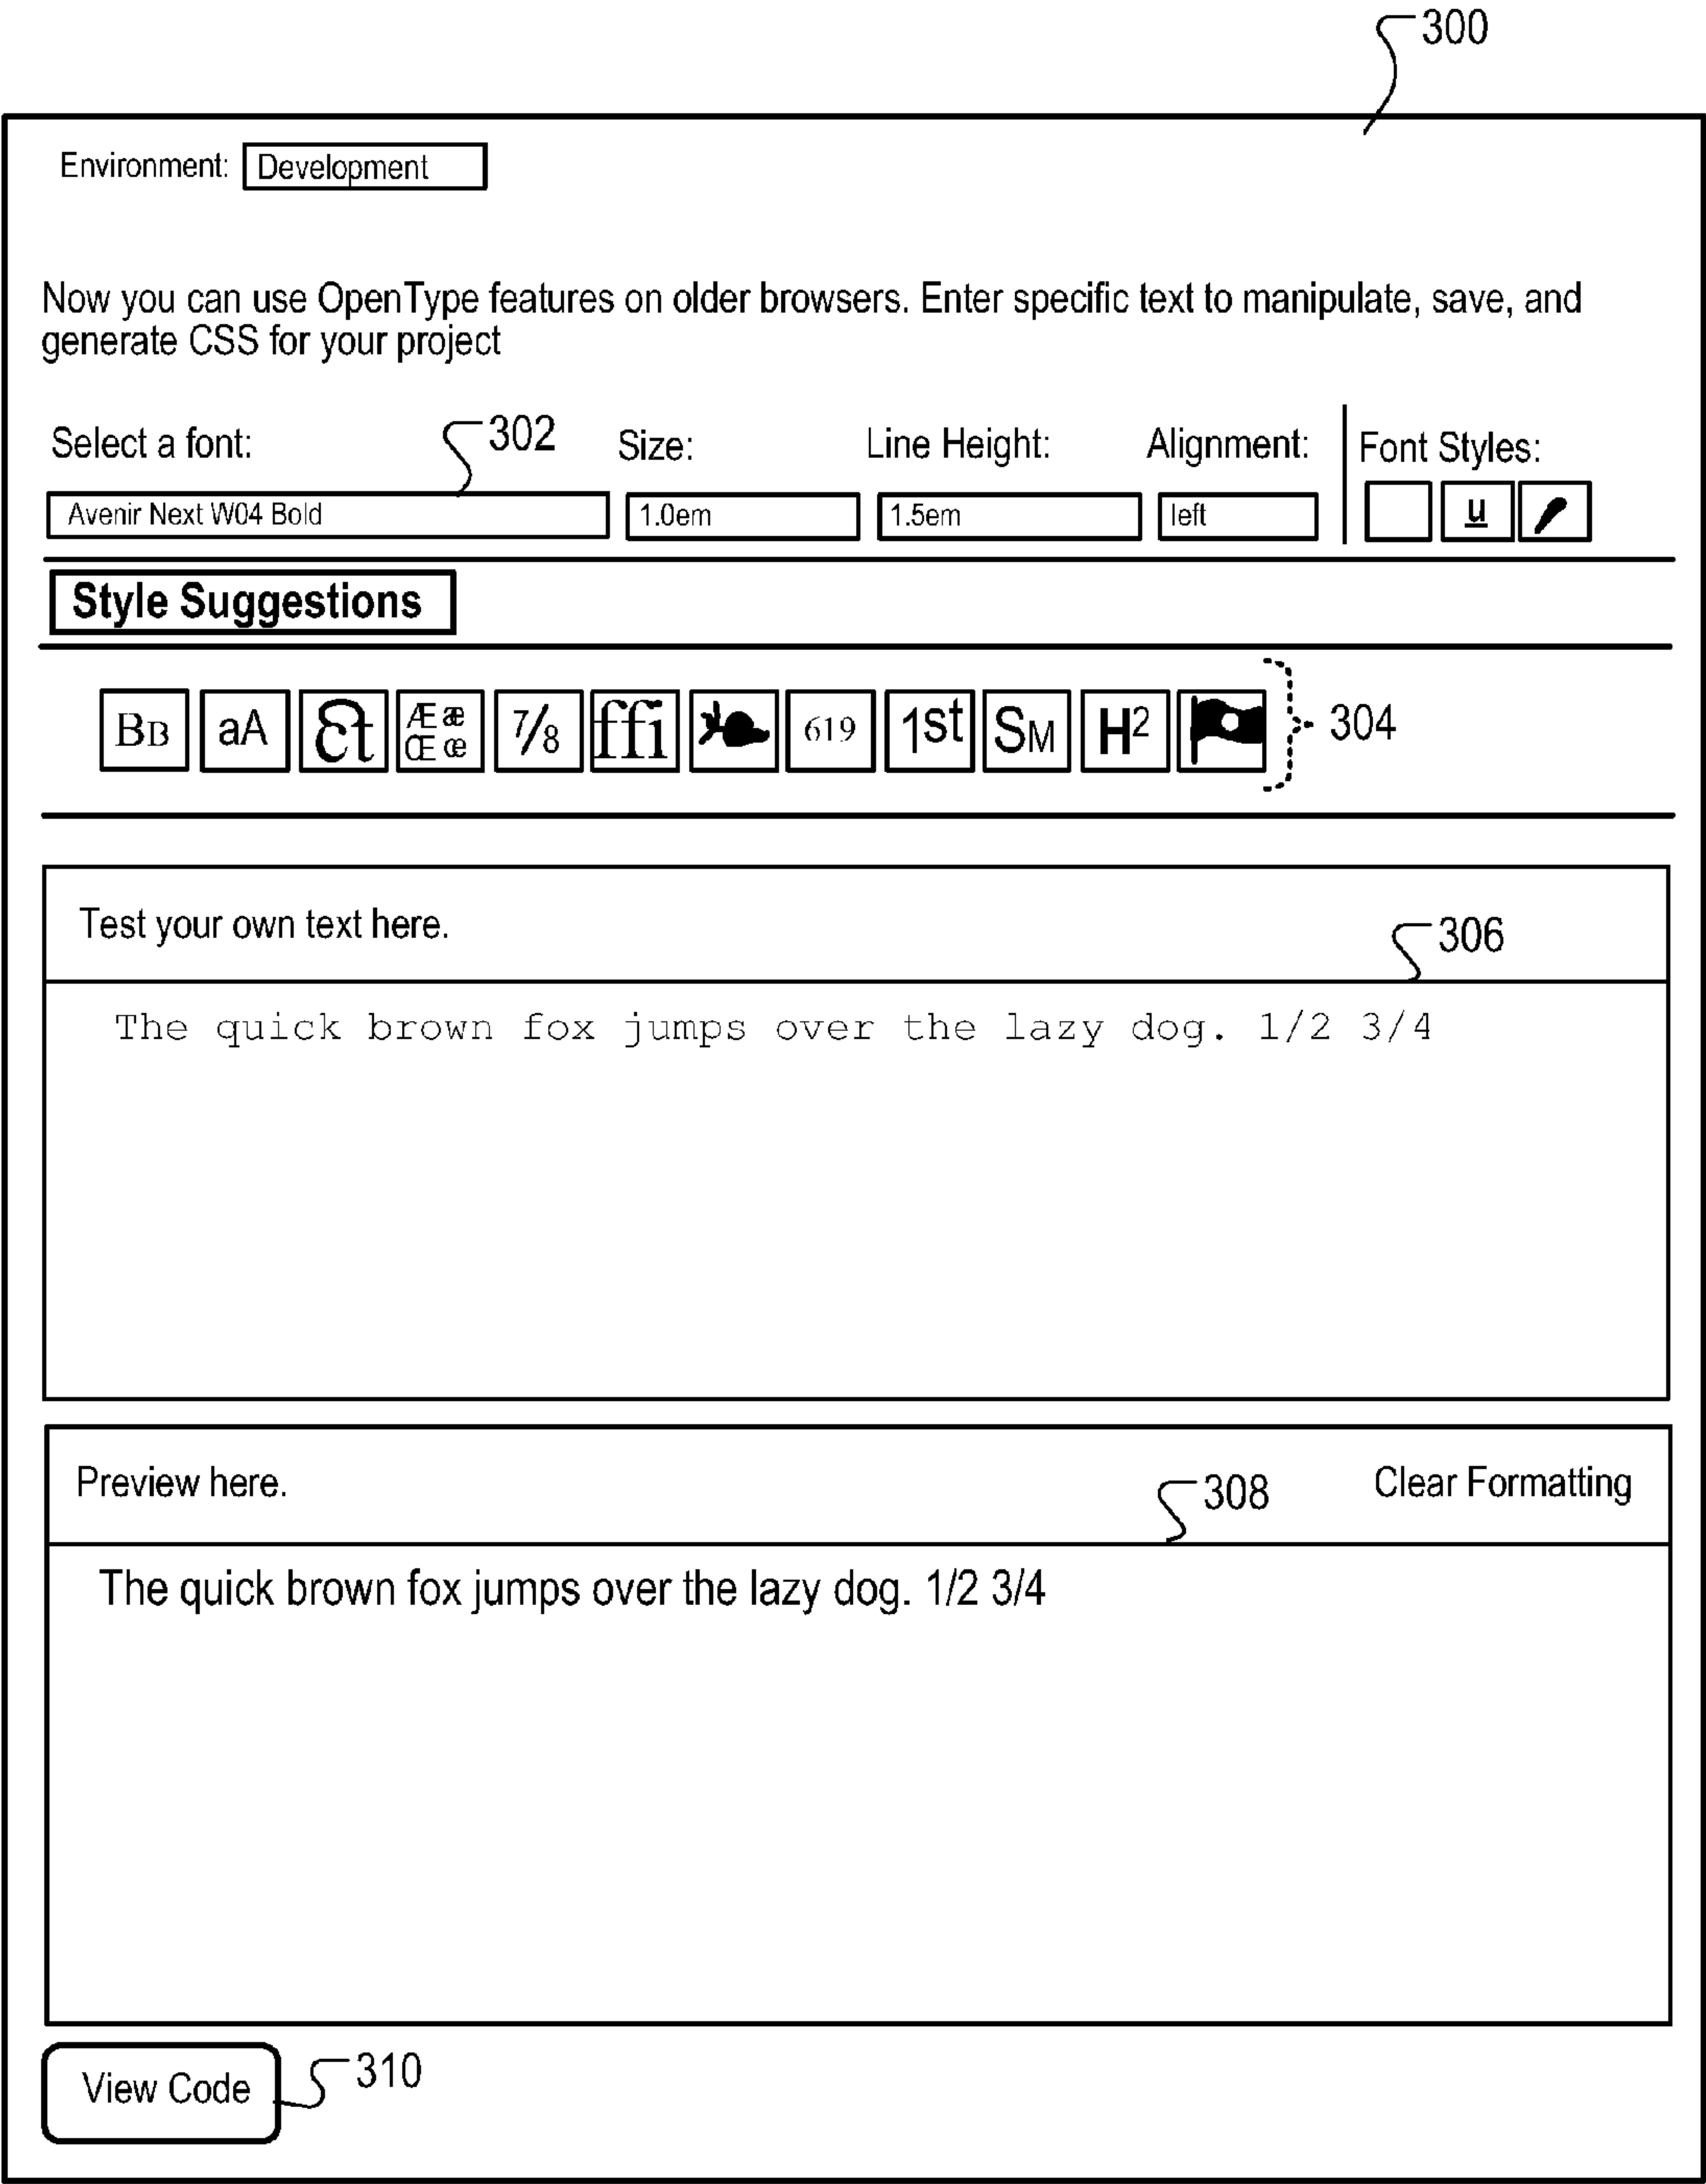 300
Environment: Development
Now you can use OpenType features on older browsers. Enter specific text to manipulate, save, and
generate CSS for your project
Select a font: 302 Size: Line Height: Alignment: Font Styles:
Avenir Next W04 Bold 1.0em 1.5em left u
Style Suggestions
BB aA ct Ææ 7/8 ffi 619 1st SM H² 304
Œœ
Test your own text here. 306
The quick brown fox jumps over the lazy dog. 1/2 3/4
Preview here. 308 Clear Formatting
The quick brown fox jumps over the lazy dog. 1/2 3/4
View Code 310